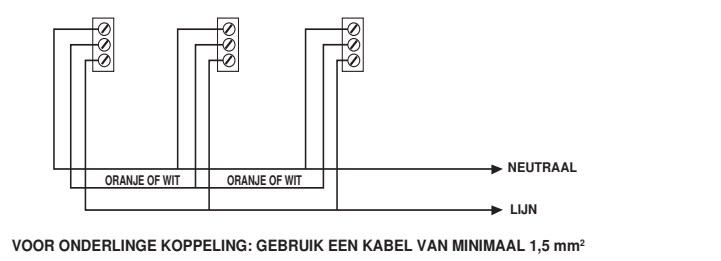 NEUTRAAL
ORANJE OF WIT ORANJE OF WIT
LIJN
VOOR ONDERLINGE KOPPELING: GEBRUIK EEN KABEL VAN MINIMAAL 1,5 mm²